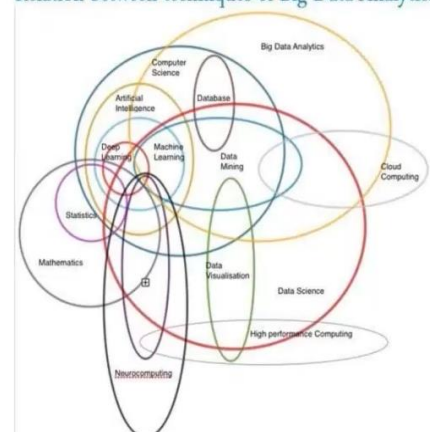 Big Data Analytics
Computer
Science
Artificial
Intelligence
Database
Deep
Learning
Machine
Learning
Data
Mining
Cloud
Computing
Statistics
Mathematics
Data
Visualisation
Data Science
High performance Computing
Neurocomputing